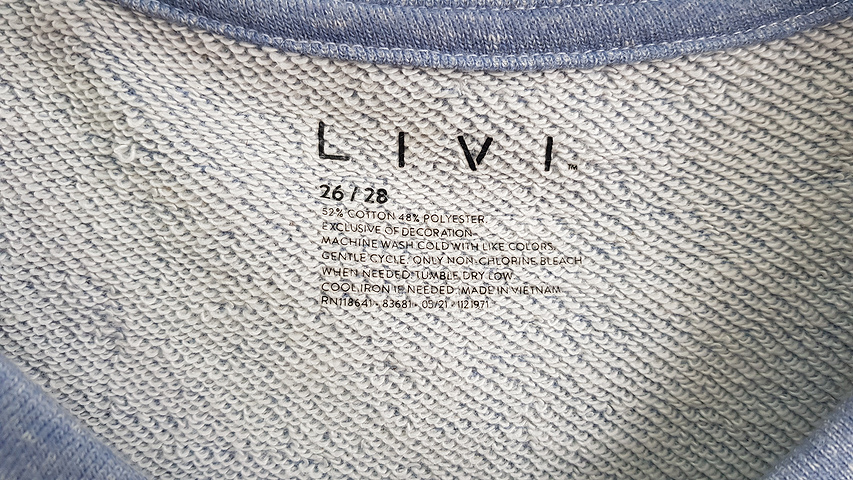 LIVI™
26 / 28
52% COTTON 48% POLYESTER.
EXCLUSIVE OF DECORATION
MACHINE WASH COLD WITH LIKE COLORS,
GENTLE CYCLE. ONLY NON-CHLORINE BLEACH
WHEN NEEDED. TUMBLE DRY LOW.
COOL IRON IF NEEDED. MADE IN VIETNAM
RN118641 • 83681 • 05/21 • 1121971